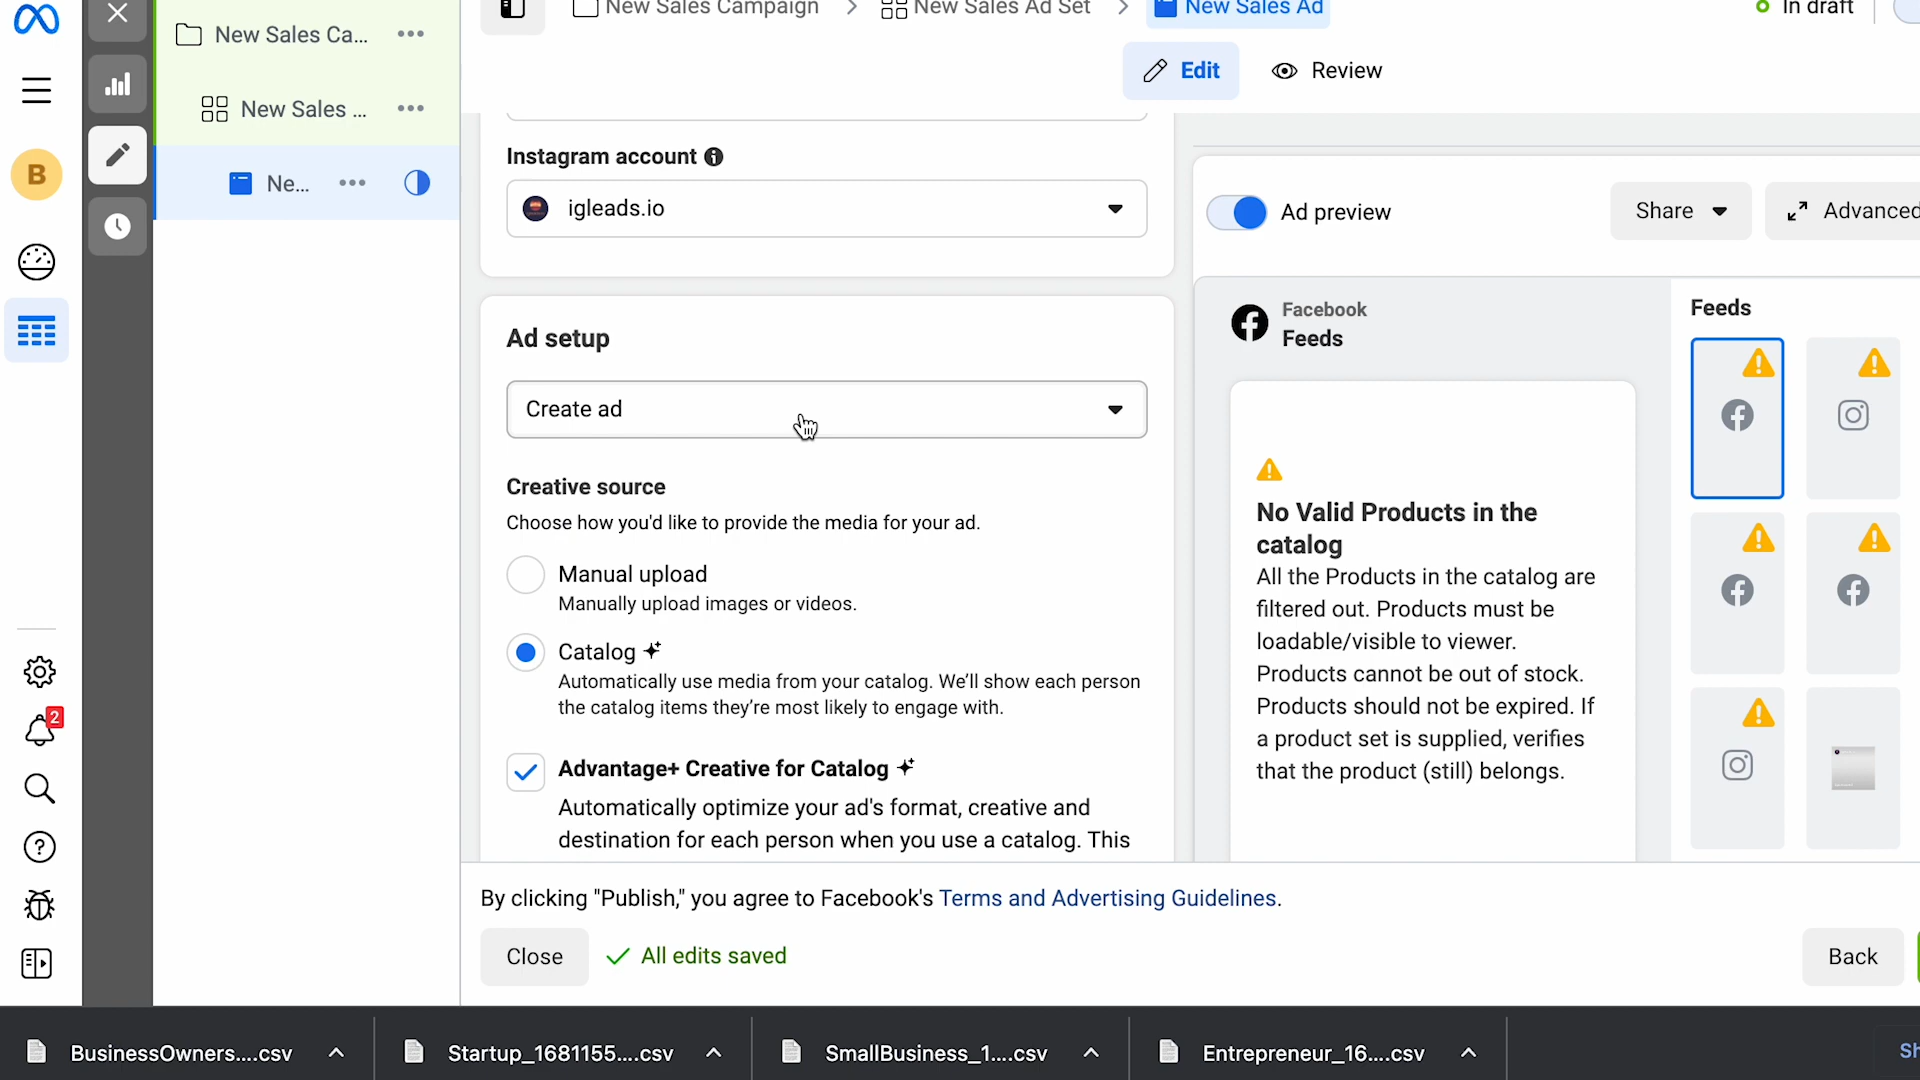 New Sales Campaign > New Sales Ad Set > New Sales Ad
In draft
New Sales Ca... •••
New Sales ... •••
Ne... •••
Edit
Review
B
Instagram account
igleads.io
Ad setup
Create ad
Creative source
Choose how you'd like to provide the media for your ad.
Manual upload
Manually upload images or videos.
Catalog
Automatically use media from your catalog. We’ll show each person
the catalog items they’re most likely to engage with.
Advantage+ Creative for Catalog
Automatically optimize your ad's format, creative and
destination for each person when you use a catalog. This
Ad preview
Share
Advanced
Facebook
Feeds
No Valid Products in the
catalog
All the Products in the catalog are
filtered out. Products must be
loadable/visible to viewer.
Products cannot be out of stock.
Products should not be expired. If
a product set is supplied, verifies
that the product (still) belongs.
Feeds
2
By clicking "Publish," you agree to Facebook's Terms and Advertising Guidelines.
Close
All edits saved
Back
BusinessOwners....csv
Startup_1681155....csv
SmallBusiness_1....csv
Entrepreneur_16....csv
Sh